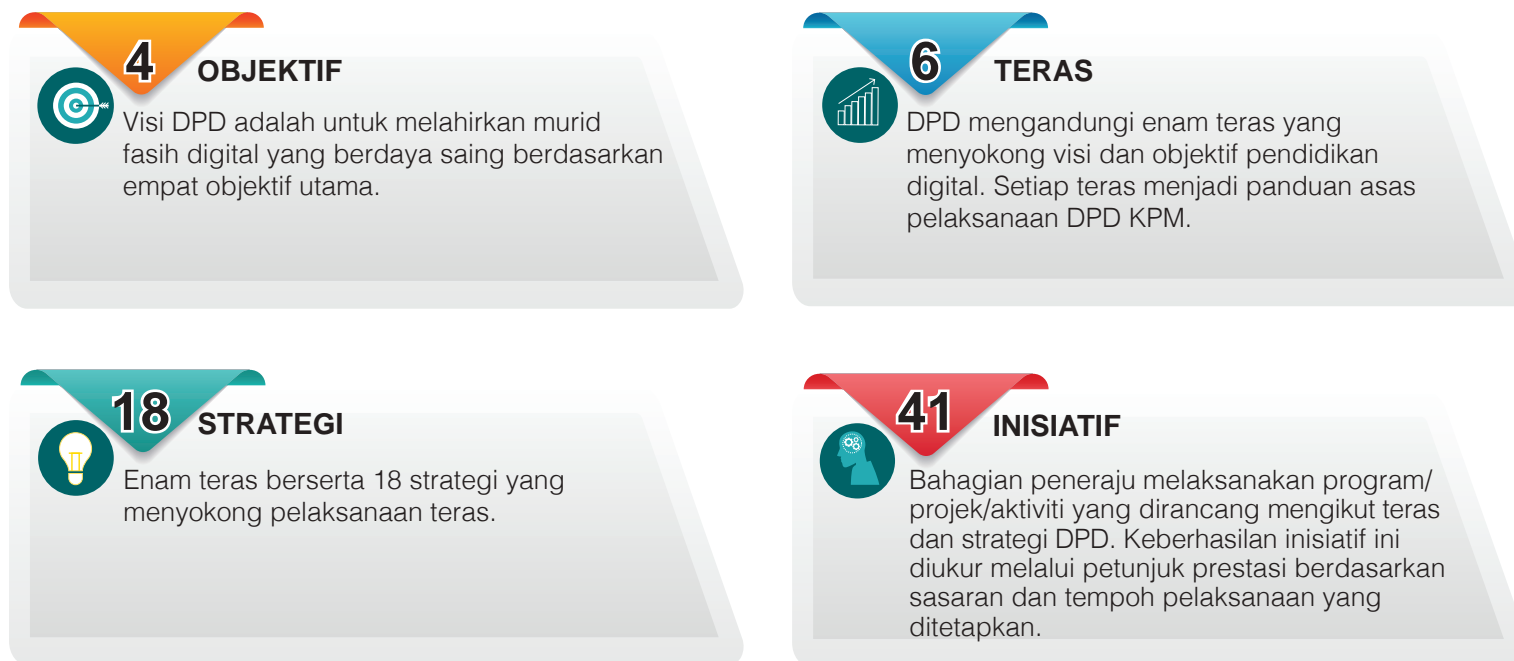 4
OBJEKTIF
Visi DPD adalah untuk melahirkan murid
fasih digital yang berdaya saing berdasarkan
empat objektif utama.
6
TERAS
DPD mengandungi enam teras yang
menyokong visi dan objektif pendidikan
digital. Setiap teras menjadi panduan asas
pelaksanaan DPD KPM.
18
STRATEGI
Enam teras berserta 18 strategi yang
menyokong pelaksanaan teras.
41
INISIATIF
Bahagian peneraju melaksanakan program/
projek/aktiviti yang dirancang mengikut teras
dan strategi DPD. Keberhasilan inisiatif ini
diukur melalui petunjuk prestasi berdasarkan
sasaran dan tempoh pelaksanaan yang
ditetapkan.